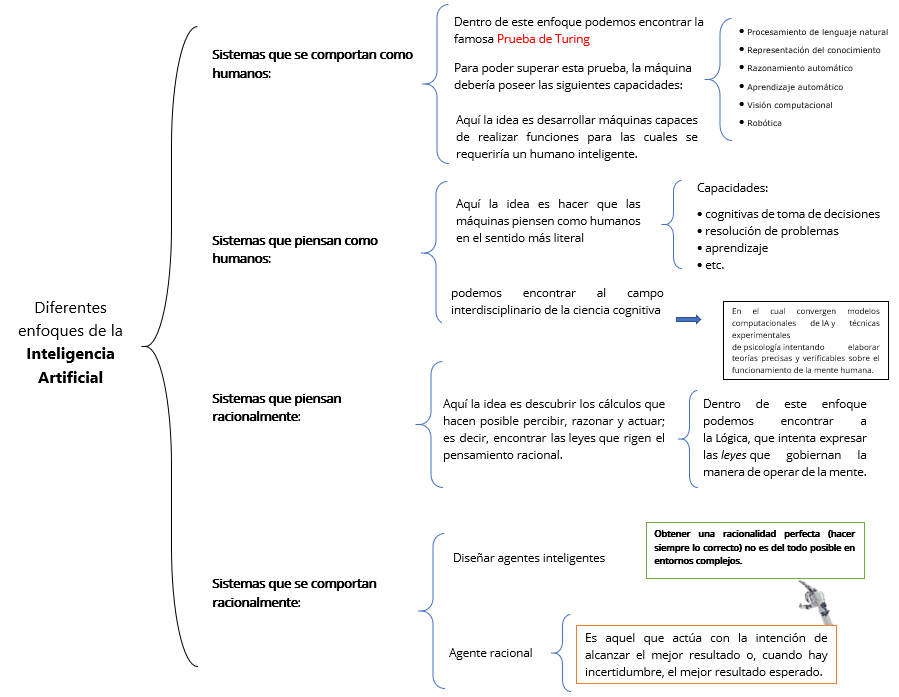 Diferentes
enfoques de la
Inteligencia
Artificial
Sistemas que se comportan como
humanos:
Dentro de este enfoque podemos encontrar la
famosa Prueba de Turing
Para poder superar esta prueba, la máquina
debería poseer las siguientes capacidades:
• Procesamiento de lenguaje natural
• Representación del conocimiento
• Razonamiento automático
• Aprendizaje automático
• Visión computacional
• Robótica
Aquí la idea es desarrollar máquinas capaces
de realizar funciones para las cuales se
requeriría un humano inteligente.
Sistemas que piensan como
humanos:
Aquí la idea es hacer que las
máquinas piensen como humanos
en el sentido más literal
Capacidades:
• cognitivas de toma de decisiones
• resolución de problemas
• aprendizaje
• etc.
podemos encontrar al campo
interdisciplinario de la ciencia cognitiva
En el cual convergen modelos
computacionales de IA y técnicas
experimentales
de psicología intentando elaborar
teorías precisas y verificables sobre el
funcionamiento de la mente humana.
Sistemas que piensan
racionalmente:
Aquí la idea es descubrir los cálculos que
hacen posible percibir, razonar y actuar;
es decir, encontrar las leyes que rigen el
pensamiento racional.
Dentro de este enfoque
podemos encontrar a
la Lógica, que intenta expresar
las leyes que gobiernan la
manera de operar de la mente.
Sistemas que se comportan
racionalmente:
Diseñar agentes inteligentes
Obtener una racionalidad perfecta (hacer
siempre lo correcto) no es del todo posible en
entornos complejos.
Agente racional
Es aquel que actúa con la intención de
alcanzar el mejor resultado o, cuando hay
incertidumbre, el mejor resultado esperado.